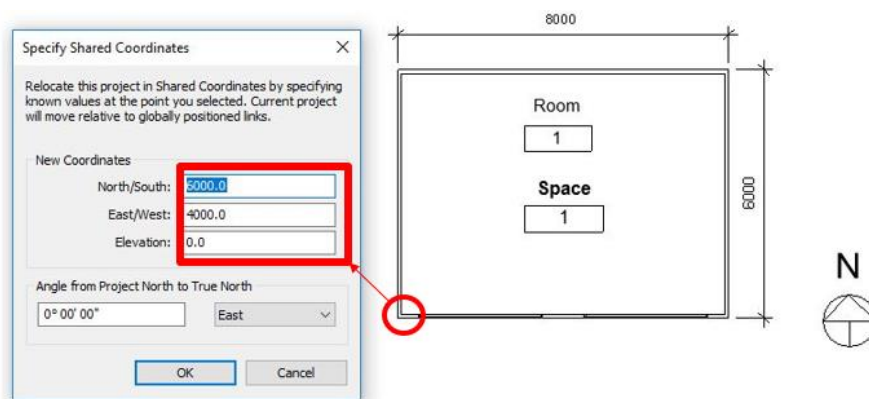 Specify Shared Coordinates
Relocate this project in Shared Coordinates by specifying
known values at the point you selected. Current project
will move relative to globally positioned links.
New Coordinates
North/South: 6000.0
East/West: 4000.0
Elevation: 0.0
Angle from Project North to True North
0° 00' 00" East
OK Cancel
8000
Room
1
Space
1
6000
N